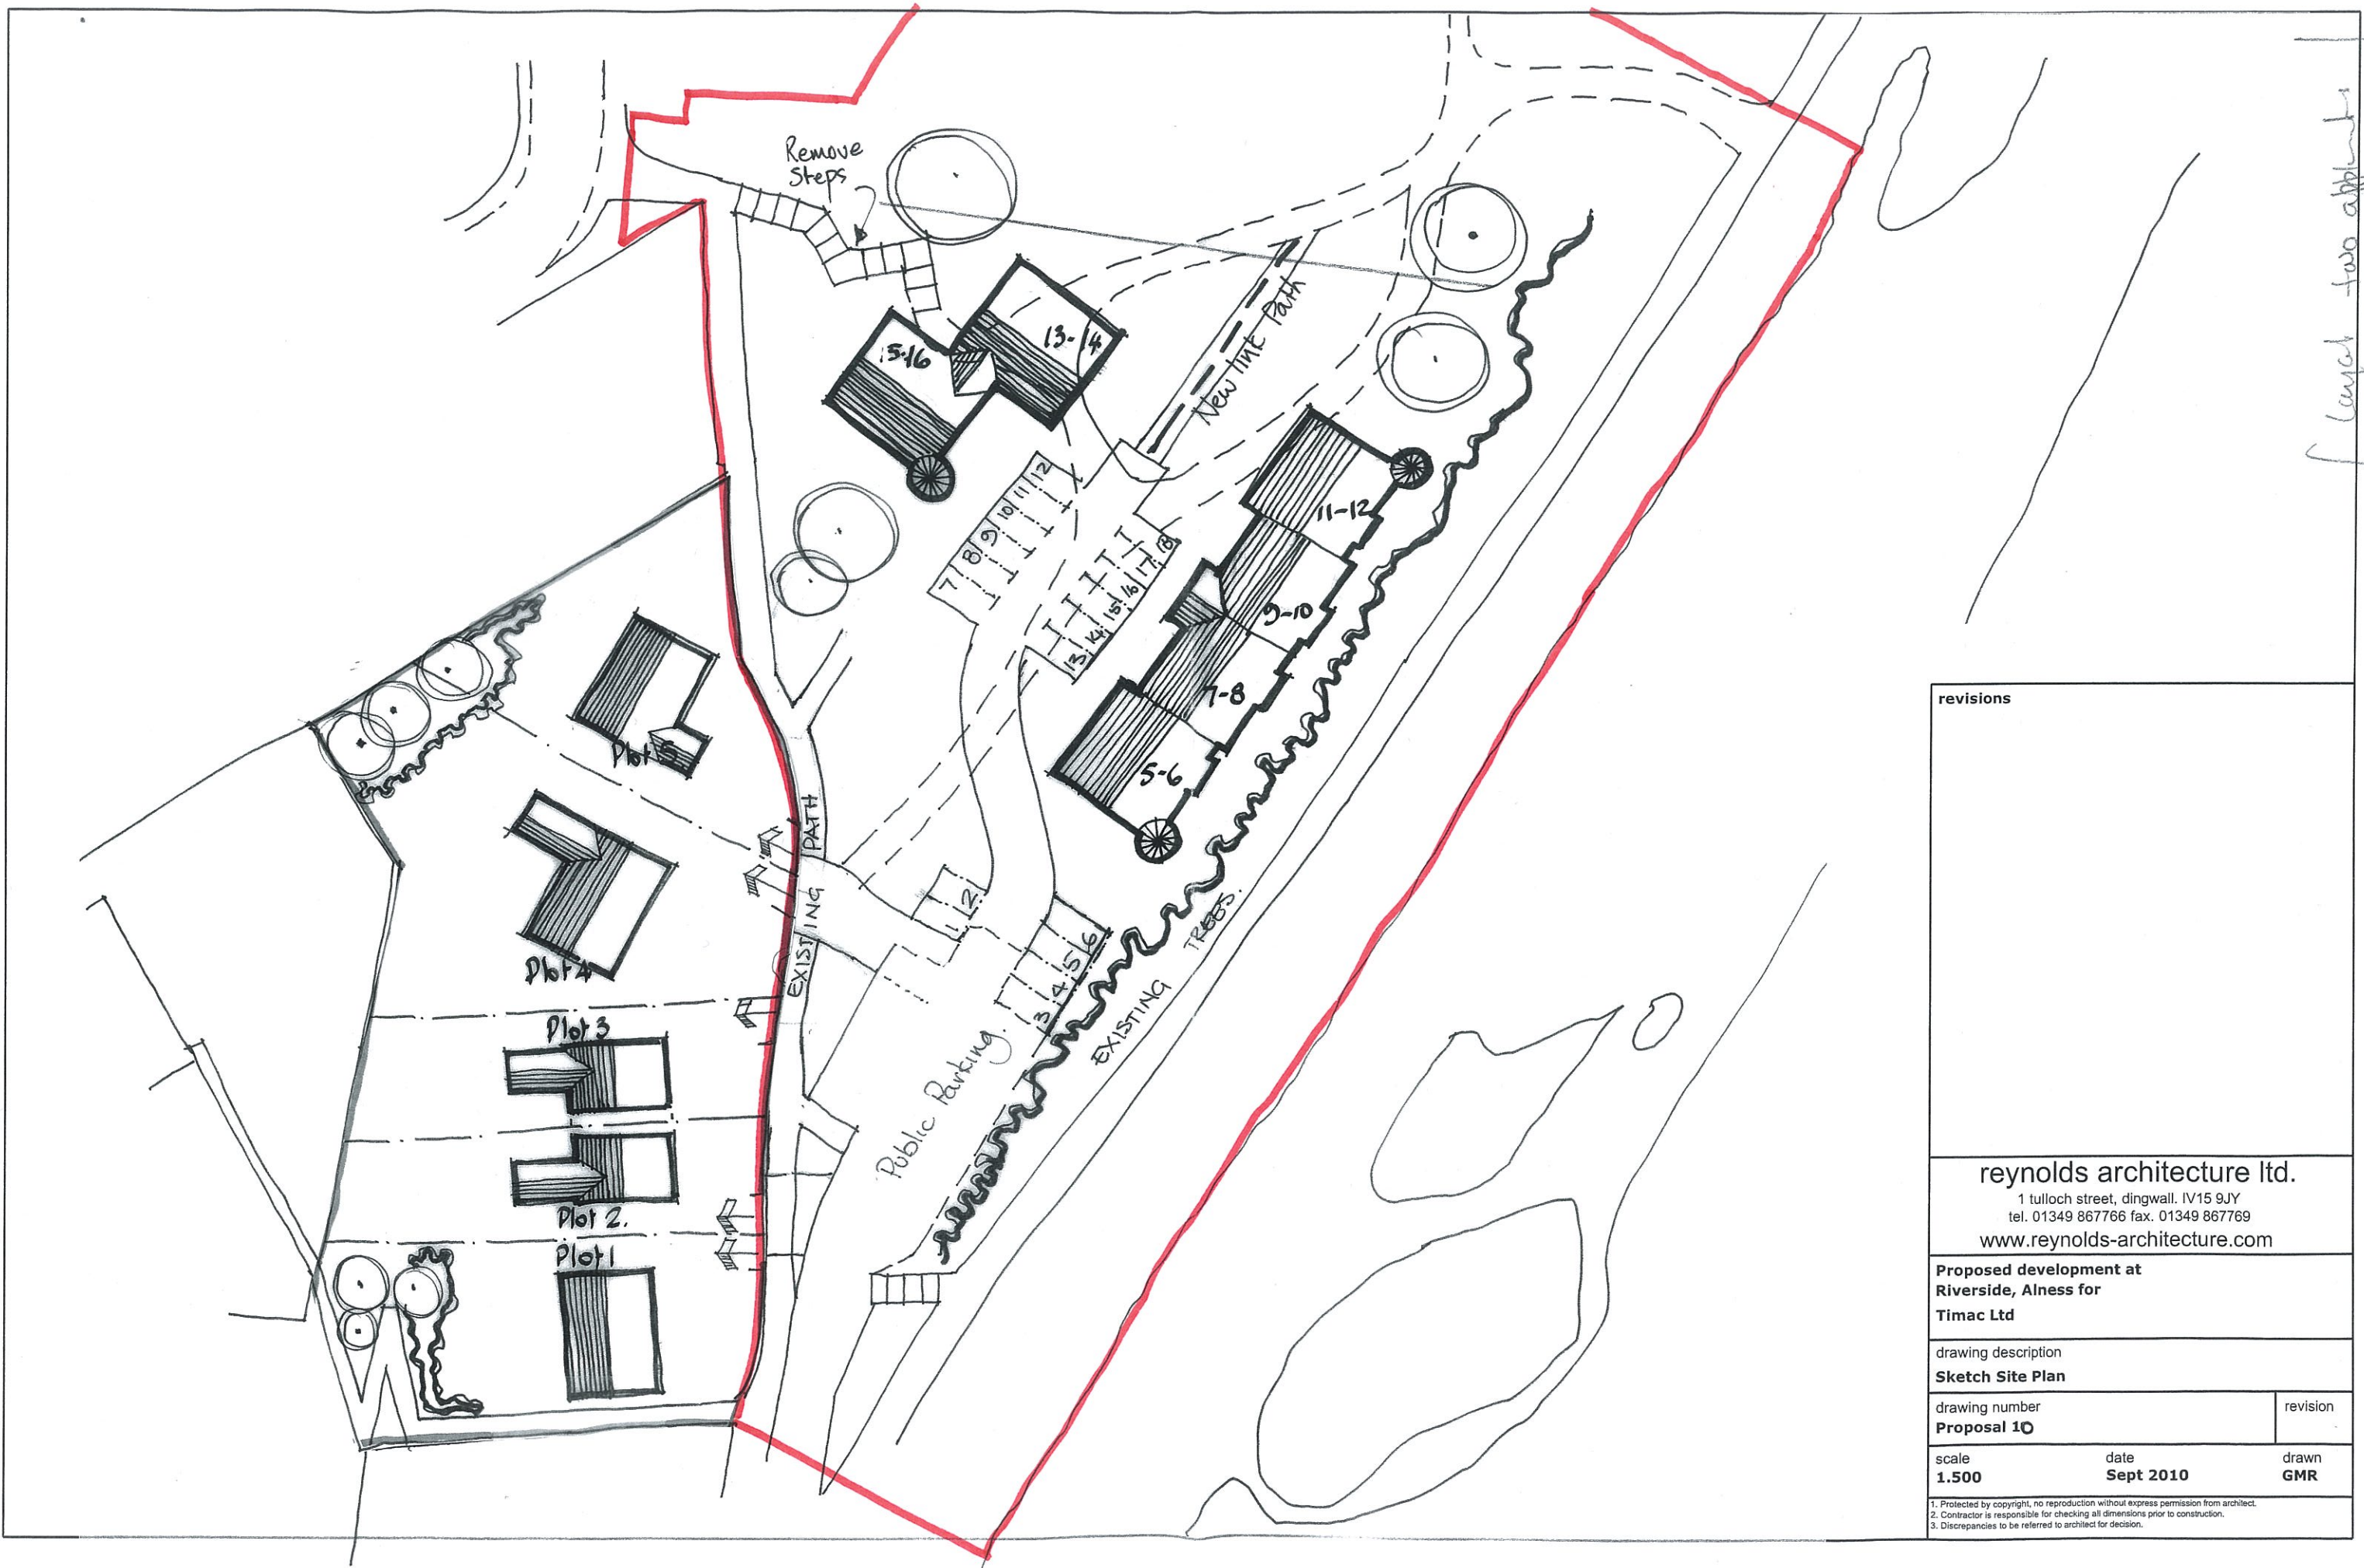 Remove
Steps
13-14
15-16
New link Path
11-12
9-10
7-8
5-6
7 8 9 10 11 12
13 14 15 16 17 18
Plot 5
Plot 4
Plot 3
Plot 2.
Plot 1
EXISTING PATH
1 2
3 4 5 6
Public Parking.
EXISTING TREES.
two
revisions
reynolds architecture ltd.
1 tulloch street, dingwall. IV15 9JY
tel. 01349 867766 fax. 01349 867769
www.reynolds-architecture.com
Proposed development at
Riverside, Alness for
Timac Ltd
drawing description
Sketch Site Plan
drawing number
revision
Proposal 10
scale
date
drawn
1.500
Sept 2010
GMR
1. Protected by copyright, no reproduction without express permission from architect.
2. Contractor is responsible for checking all dimensions prior to construction.
3. Discrepancies to be referred to architect for decision.